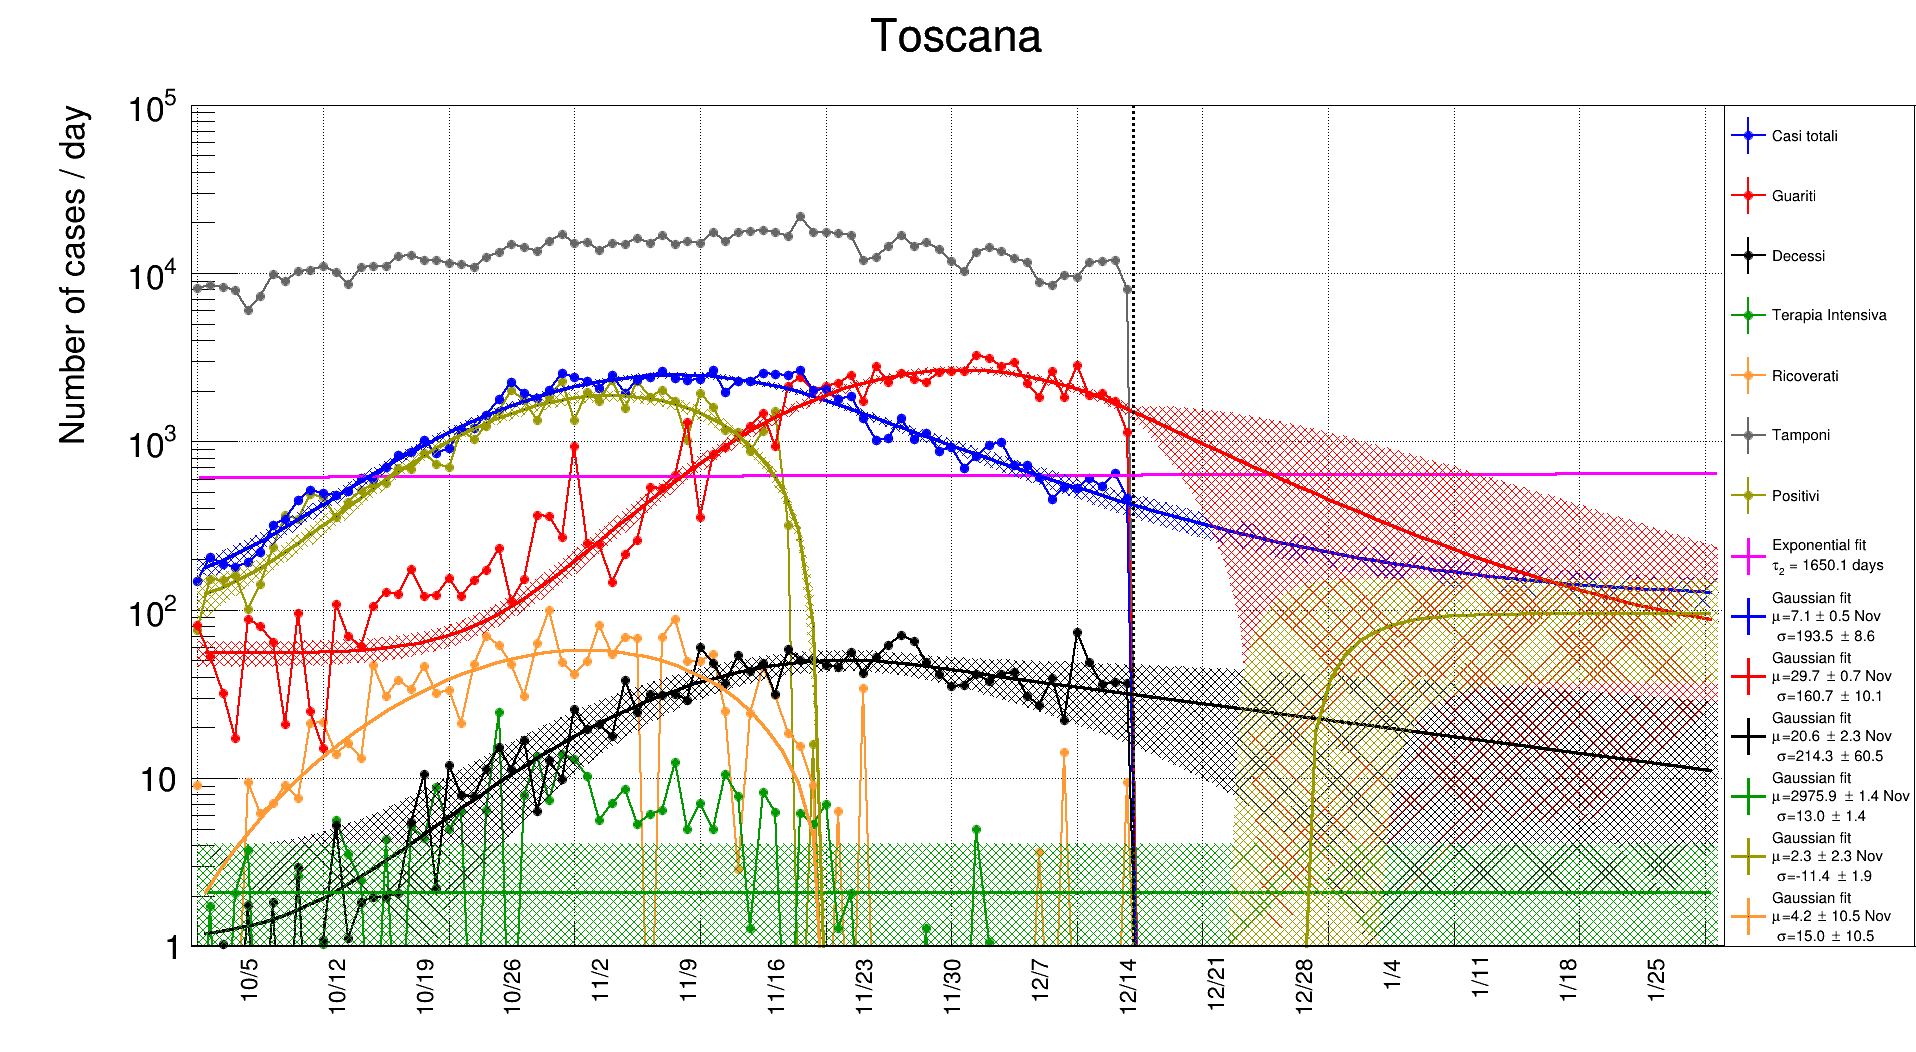 Toscana
Number of cases / day
10^5
10^4
10^3
10^2
10
1
10/5
10/12
10/19
10/26
11/2
11/9
11/16
11/23
11/30
12/7
12/14
12/21
12/28
1/4
1/11
1/18
1/25
Casi totali
Guariti
Decessi
Terapia Intensiva
Ricoverati
Tamponi
Positivi
Exponential fit
τ₂ = 1650.1 days
Gaussian fit
μ=7.1 ± 0.5 Nov
σ=193.5 ± 8.6
Gaussian fit
μ=29.7 ± 0.7 Nov
σ=160.7 ± 10.1
Gaussian fit
μ=20.6 ± 2.3 Nov
σ=214.3 ± 60.5
Gaussian fit
μ=2975.9 ± 1.4 Nov
σ=13.0 ± 1.4
Gaussian fit
μ=2.3 ± 2.3 Nov
σ=-11.4 ± 1.9
Gaussian fit
μ=4.2 ± 10.5 Nov
σ=15.0 ± 10.5